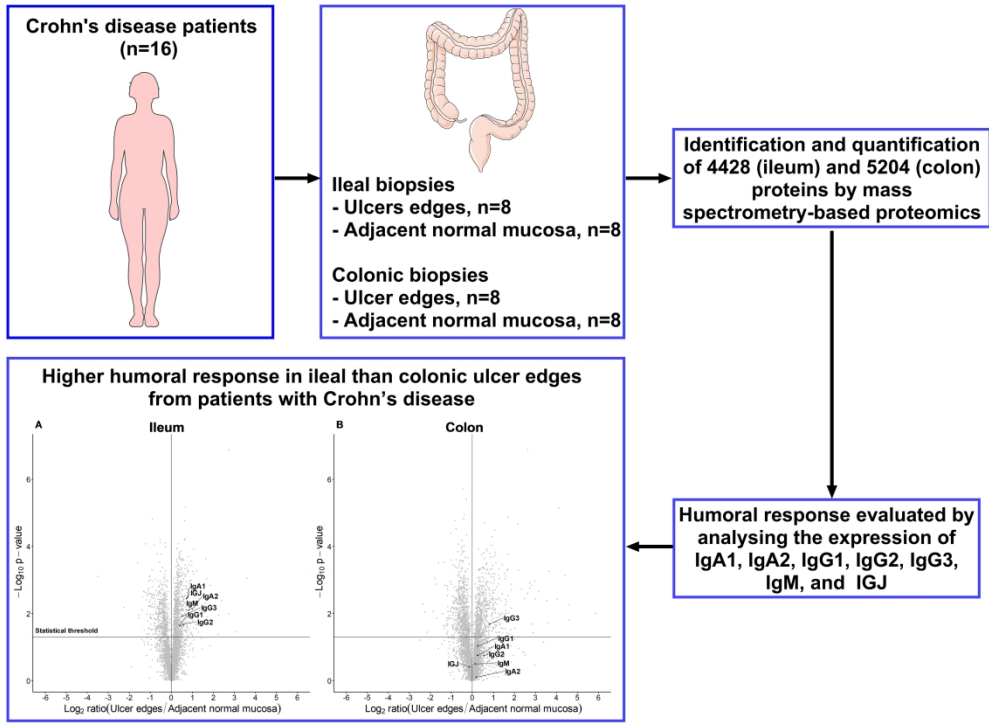 Crohn's disease patients
(n=16)
Ileal biopsies
- Ulcers edges, n=8
- Adjacent normal mucosa, n=8
Colonic biopsies
- Ulcer edges, n=8
- Adjacent normal mucosa, n=8
Identification and quantification
of 4428 (ileum) and 5204 (colon)
proteins by mass
spectrometry-based proteomics
Humoral response evaluated by
analysing the expression of
IgA1, IgA2, IgG1, IgG2, IgG3,
IgM, and IGJ
Higher humoral response in ileal than colonic ulcer edges
from patients with Crohn’s disease
A
Ileum
−Log10 p − value
6
4
2
0
IgA1
IGJ
IgA2
IgM
IgG3
IgG1
IgG2
Statistical threshold
-6 -5 -4 -3 -2 -1 0 1 2 3 4 5 6
Log2 ratio(Ulcer edges/Adjacent normal mucosa)
B
Colon
−Log10 p − value
6
4
2
0
IgG3
IgG1
IgA1
IgG2
IGJ
IgM
IgA2
-6 -5 -4 -3 -2 -1 0 1 2 3 4 5 6
Log2 ratio(Ulcer edges/Adjacent normal mucosa)